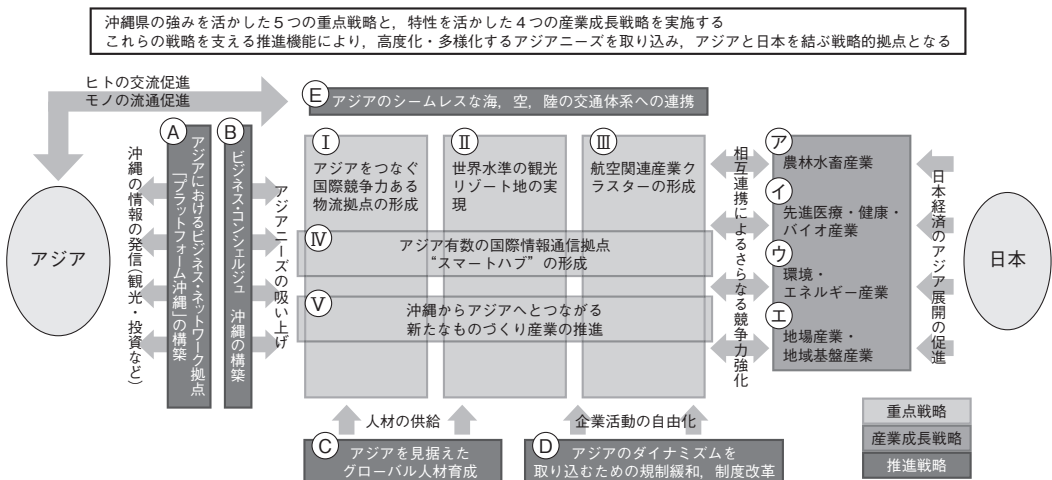 沖縄県の強みを活かした5つの重点戦略と，特性を活かした4つの産業成長戦略を実施する
これらの戦略を支える推進機能により，高度化・多様化するアジアニーズを取り込み，アジアと日本を結ぶ戦略的拠点となる
ヒトの交流促進
モノの流通促進
E
アジアのシームレスな海，空，陸の交通体系への連携
アジア
沖縄の情報の発信（観光・投資など）
A
アジアにおけるビジネス・ネットワーク拠点
「プラットフォーム沖縄」の構築
B
ビジネス・コンシェルジュ 沖縄の構築
アジアニーズの吸い上げ
Ⅰ
アジアをつなぐ
国際競争力ある
物流拠点の形成
Ⅱ
世界水準の観光
リゾート地の実
現
Ⅲ
航空関連産業ク
ラスターの形成
Ⅳ
アジア有数の国際情報通信拠点
“スマートハブ”の形成
Ⅴ
沖縄からアジアへとつながる
新たなものづくり産業の推進
相互連携によるさらなる競争力強化
ア
農林水畜産業
イ
先進医療・健康・
バイオ産業
ウ
環境・
エネルギー産業
エ
地場産業・
地域基盤産業
日本経済のアジア展開の促進
日本
人材の供給
企業活動の自由化
C
アジアを見据えた
グローバル人材育成
D
アジアのダイナミズムを
取り込むための規制緩和，制度改革
重点戦略
産業成長戦略
推進戦略